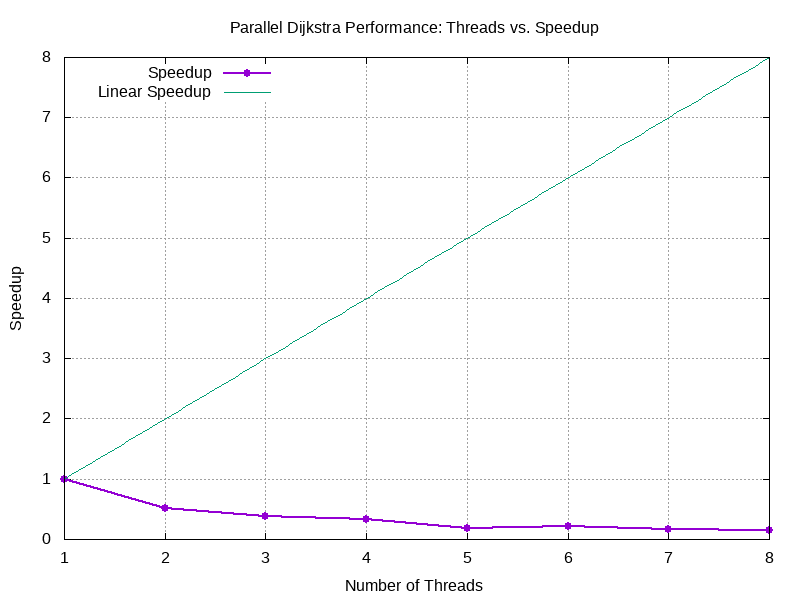 Parallel Dijkstra Performance: Threads vs. Speedup
Speedup
Linear Speedup
8
7
6
5
4
3
2
1
0
Speedup
1 2 3 4 5 6 7 8
Number of Threads